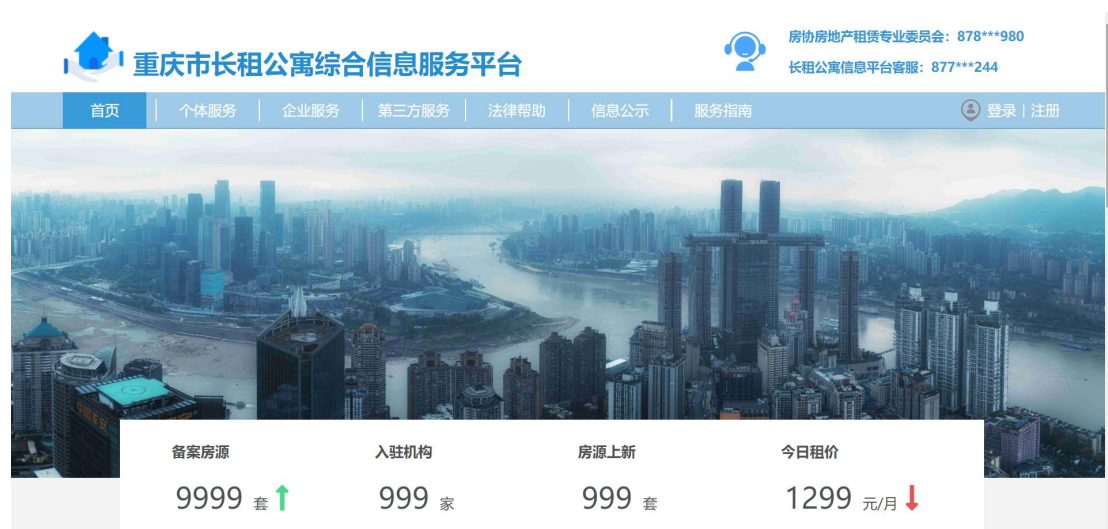 重庆市长租公寓综合信息服务平台
房协房地产租赁专业委员会：878***980
长租公寓信息平台客服：877***244
首页 个体服务 企业服务 第三方服务 法律帮助 信息公示 服务指南 登录 | 注册
备案房源 入驻机构 房源上新 今日租价
9999 套 999 家 999 套 1299 元/月